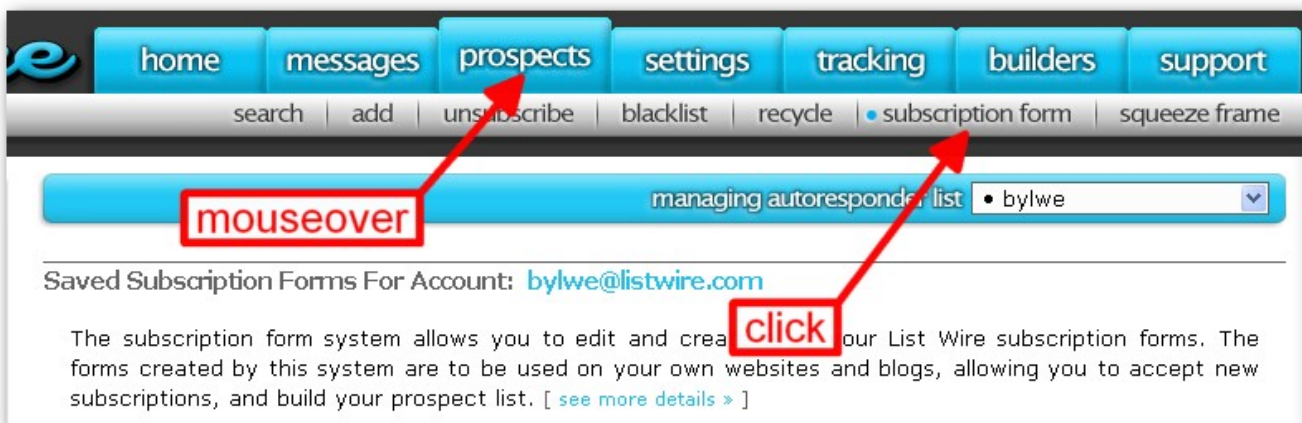 home messages prospects settings tracking builders support
search | add | unsubscribe | blacklist | recycle | • subscription form | squeeze frame
managing autoresponder list • bylwe
mouseover
Saved Subscription Forms For Account: bylwe@listwire.com
click
The subscription form system allows you to edit and our List Wire subscription forms. The
forms created by this system are to be used on your own websites and blogs, allowing you to accept new
subscriptions, and build your prospect list. [ see more details » ]